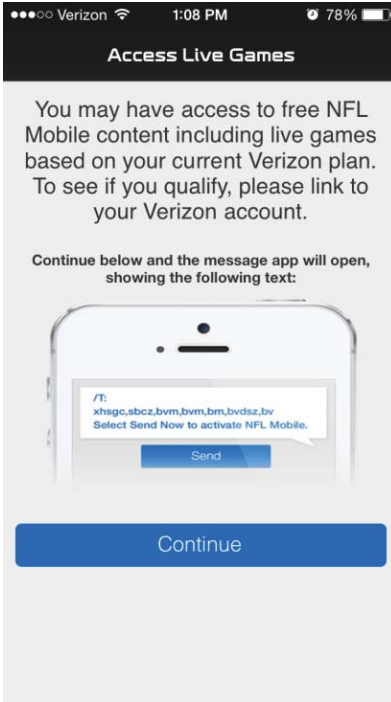 ●●●○○ Verizon 1:08 PM 78%
Access Live Games
You may have access to free NFL
Mobile content including live games
based on your current Verizon plan.
To see if you qualify, please link to
your Verizon account.
Continue below and the message app will open,
showing the following text:
/T:
xhsgc,sbcz,bvm,bvm,bm,bvdsz,bv
Select Send Now to activate NFL Mobile.
Send
Continue